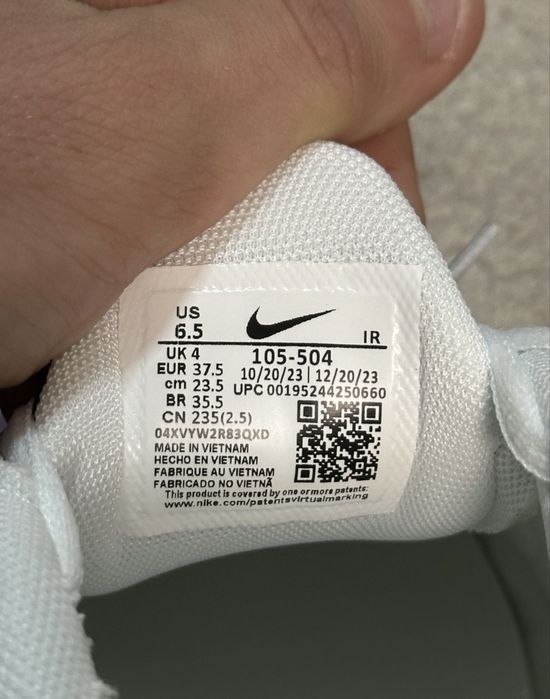 US
6.5
IR
UK 4
EUR 37.5
cm 23.5
BR 35.5
CN 235(2.5)
105-504
10/20/23 | 12/20/23
UPC 00195244250660
04XVYW2R83QXD
MADE IN VIETNAM
HECHO EN VIETNAM
FABRIQUE AU VIETNAM
FABRICADO NO VIETNÃ
This product is covered by one or more patents:
www.nike.com/patentsvirtualmarking